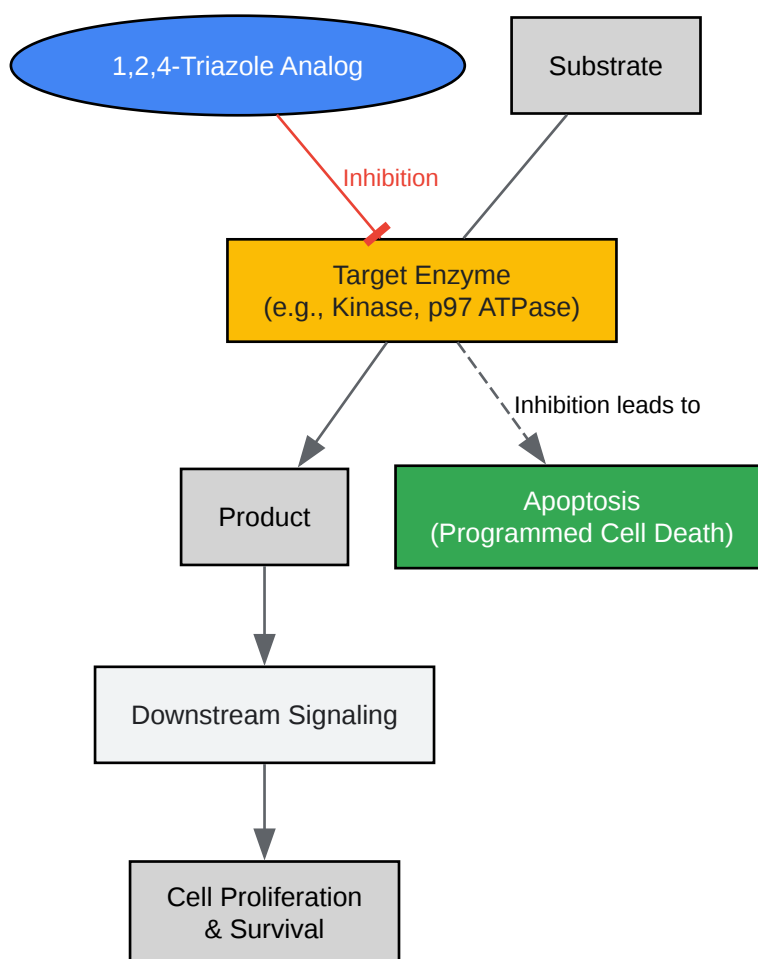 1,2,4-Triazole Analog
Substrate
Inhibition
Target Enzyme
(e.g., Kinase, p97 ATPase)
Inhibition leads to
Product
Apoptosis
(Programmed Cell Death)
Downstream Signaling
Cell Proliferation
& Survival